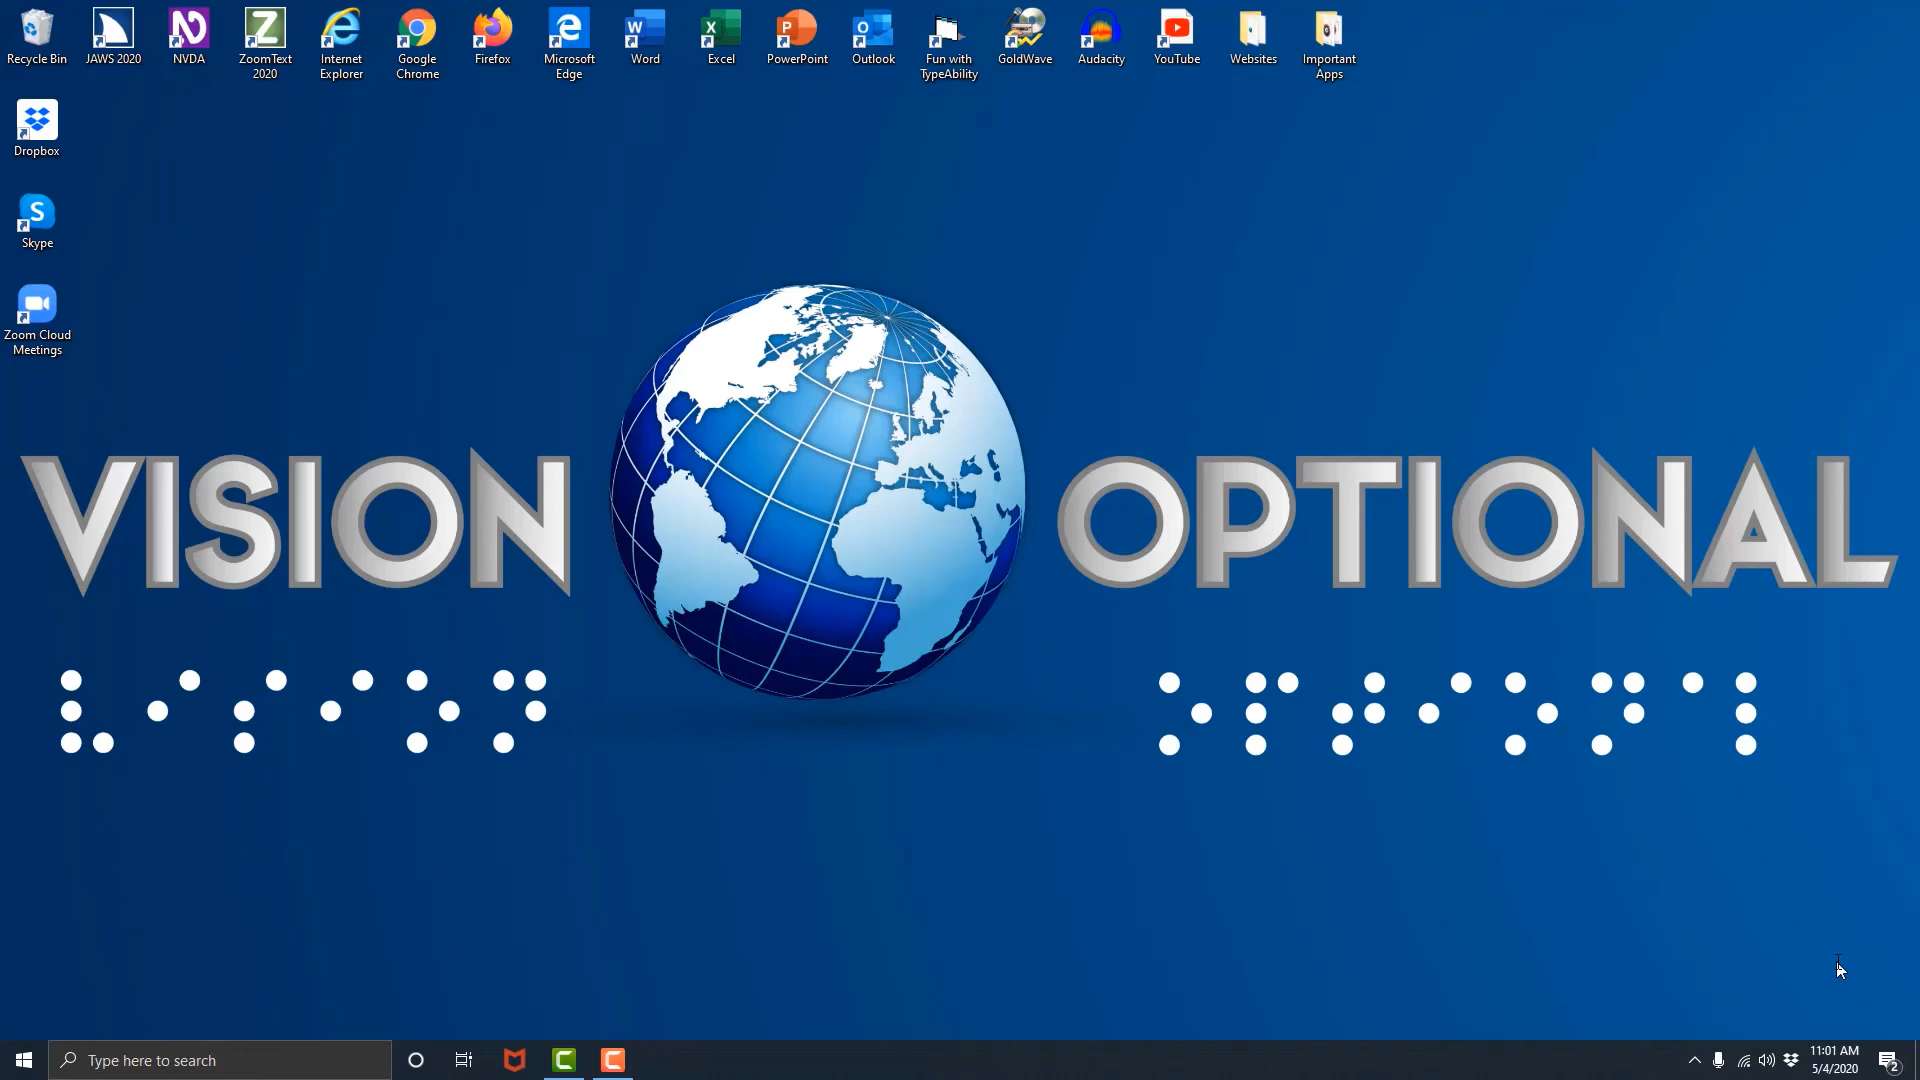 Recycle Bin
JAWS 2020
NVDA
ZoomText
2020
Internet
Explorer
Google
Chrome
Firefox
Microsoft
Edge
Word
Excel
PowerPoint
Outlook
Fun with
TypeAbility
GoldWave
Audacity
YouTube
Websites
Important
Apps
Dropbox
Skype
Zoom Cloud
Meetings
VISION OPTIONAL
⠧⠊⠎⠊⠕⠝ ⠕⠏⠞⠊⠕⠝⠁⠇
Type here to search
11:01 AM
5/4/2020
2